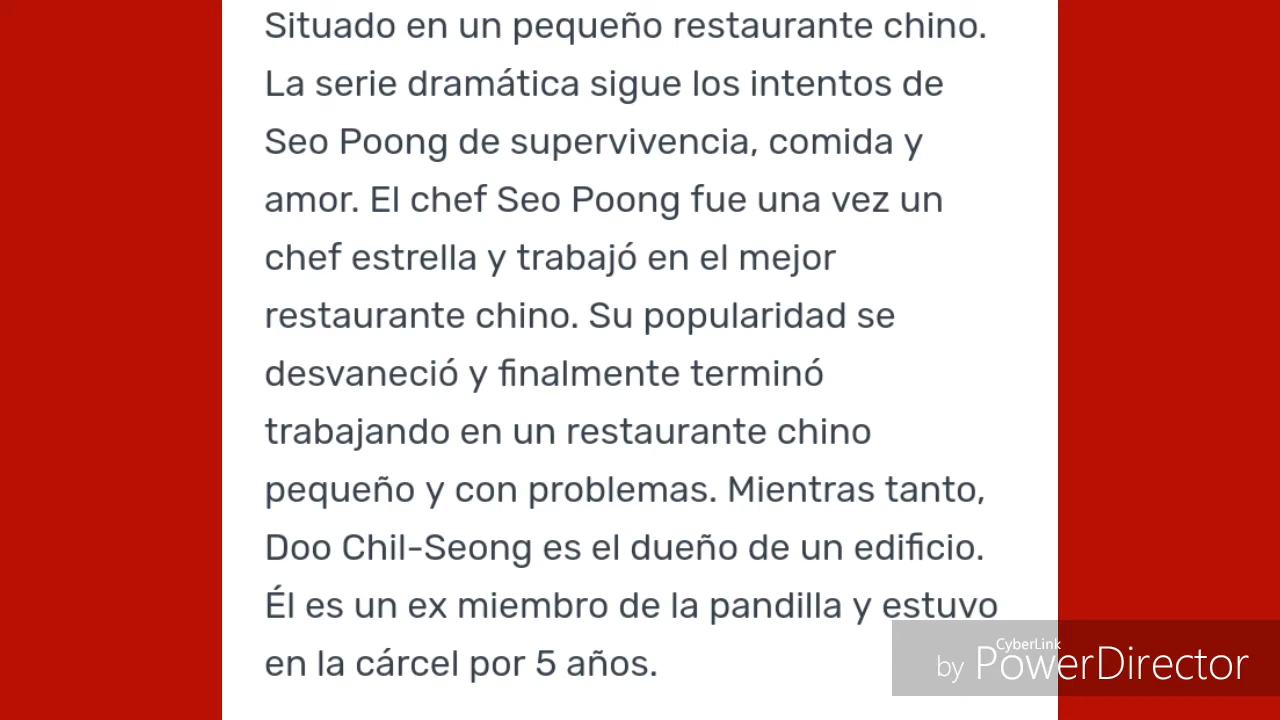 Situado en un pequeño restaurante chino.
La serie dramática sigue los intentos de
Seo Poong de supervivencia, comida y
amor. El chef Seo Poong fue una vez un
chef estrella y trabajó en el mejor
restaurante chino. Su popularidad se
desvaneció y finalmente terminó
trabajando en un restaurante chino
pequeño y con problemas. Mientras tanto,
Doo Chil-Seong es el dueño de un edificio.
Él es un ex miembro de la pandilla y estuvo
en la cárcel por 5 años.
CyberLink
by PowerDirector